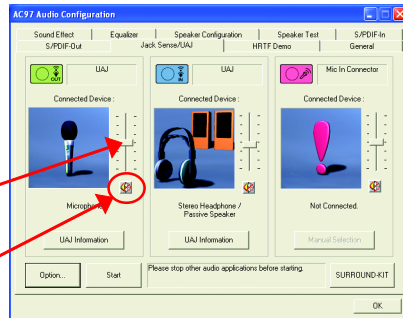 AC97 Audio Configuration
Sound Effect Equalizer Speaker Configuration Speaker Test S/PDIF-In
S/PDIF-Out Jack Sense/UAJ HRTF Demo General
OUT UAJ IN UAJ Mic In Connector
Connected Device : Connected Device : Connected Device :
Microphone Stereo Headphone / Not Connected.
Passive Speaker
UAJ Information UAJ Information Manual Selection
Option... Start Please stop other audio applications before starting. SURROUND-KIT
OK